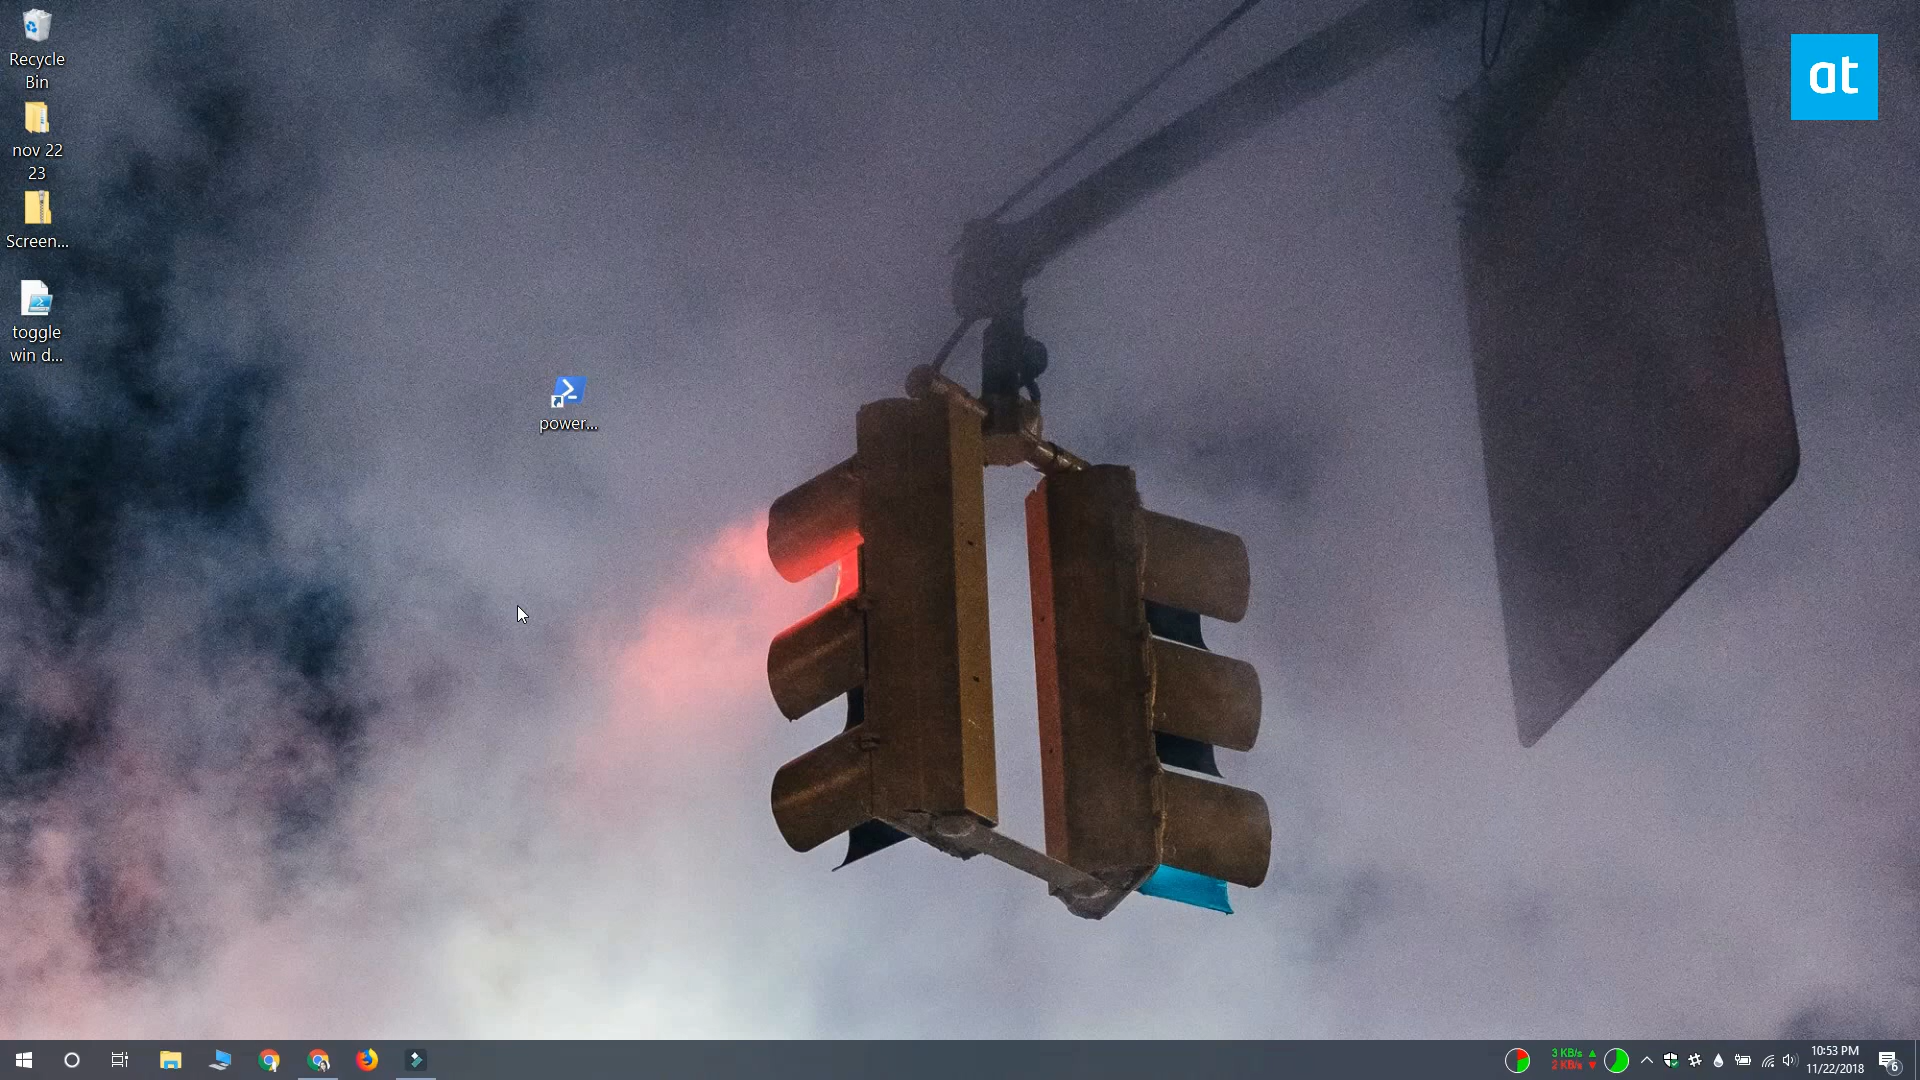 Recycle
Bin
nov 22
23
Screen...
toggle
win d...
power...
at
3 KB/s
2 KB/s
10:53 PM
11/22/2018
6